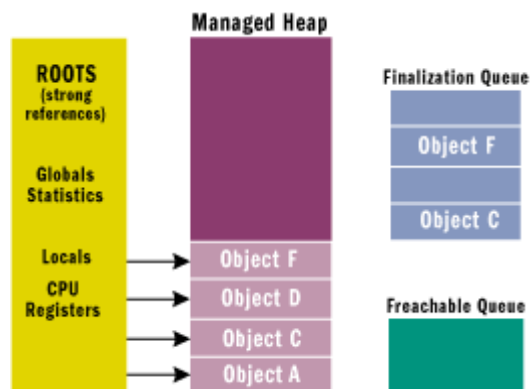 Managed Heap
ROOTS
(strong
references)
Globals
Statistics
Locals
CPU
Registers
Object F
Object D
Object C
Object A
Finalization Queue
Object F
Object C
Freachable Queue